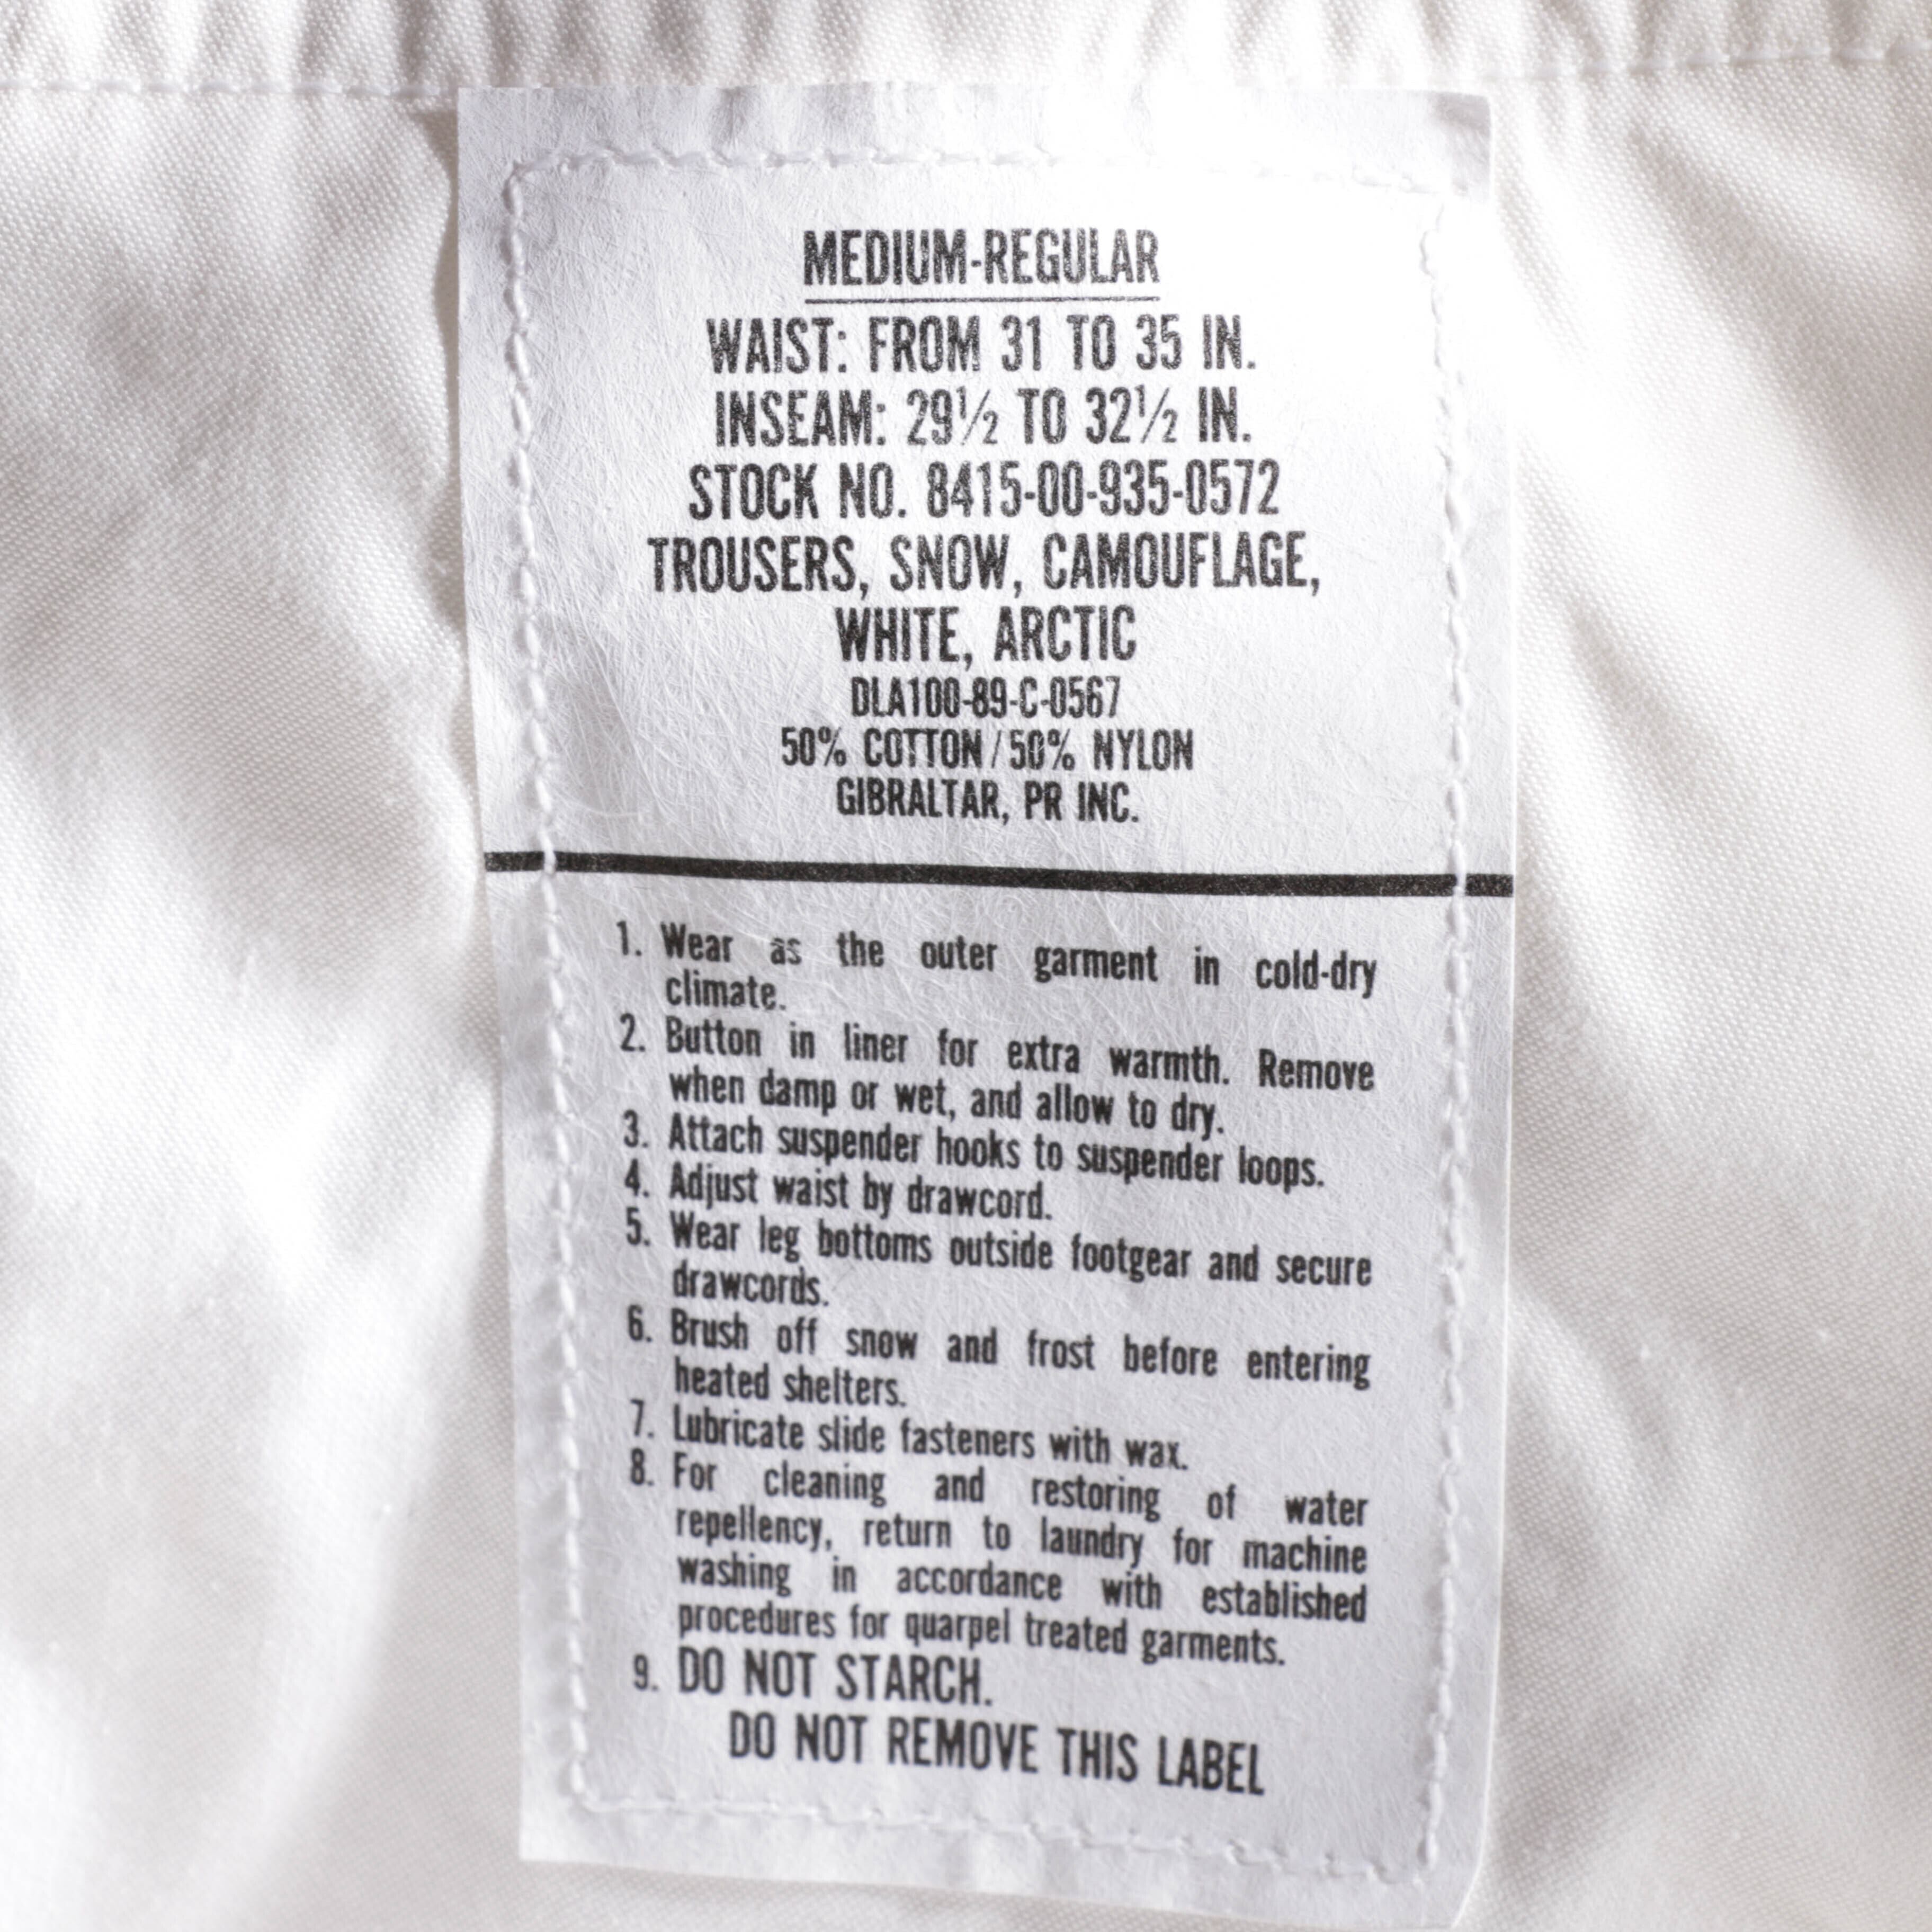 MEDIUM-REGULAR
WAIST: FROM 31 TO 35 IN.
INSEAM: 29½ TO 32½ IN.
STOCK NO. 8415-00-935-0572
TROUSERS, SNOW, CAMOUFLAGE,
WHITE, ARCTIC
DLA100-89-C-0567
50% COTTON/50% NYLON
GIBRALTAR, PR INC.
1. Wear as the outer garment in cold-dry
climate.
2. Button in liner for extra warmth. Remove
when damp or wet, and allow to dry.
3. Attach suspender hooks to suspender loops.
4. Adjust waist by drawcord.
5. Wear leg bottoms outside footgear and secure
drawcords.
6. Brush off snow and frost before entering
heated shelters.
7. Lubricate slide fasteners with wax.
8. For cleaning and restoring of water
repellency, return to laundry for machine
washing in accordance with established
procedures for quarpel treated garments.
9. DO NOT STARCH.
DO NOT REMOVE THIS LABEL